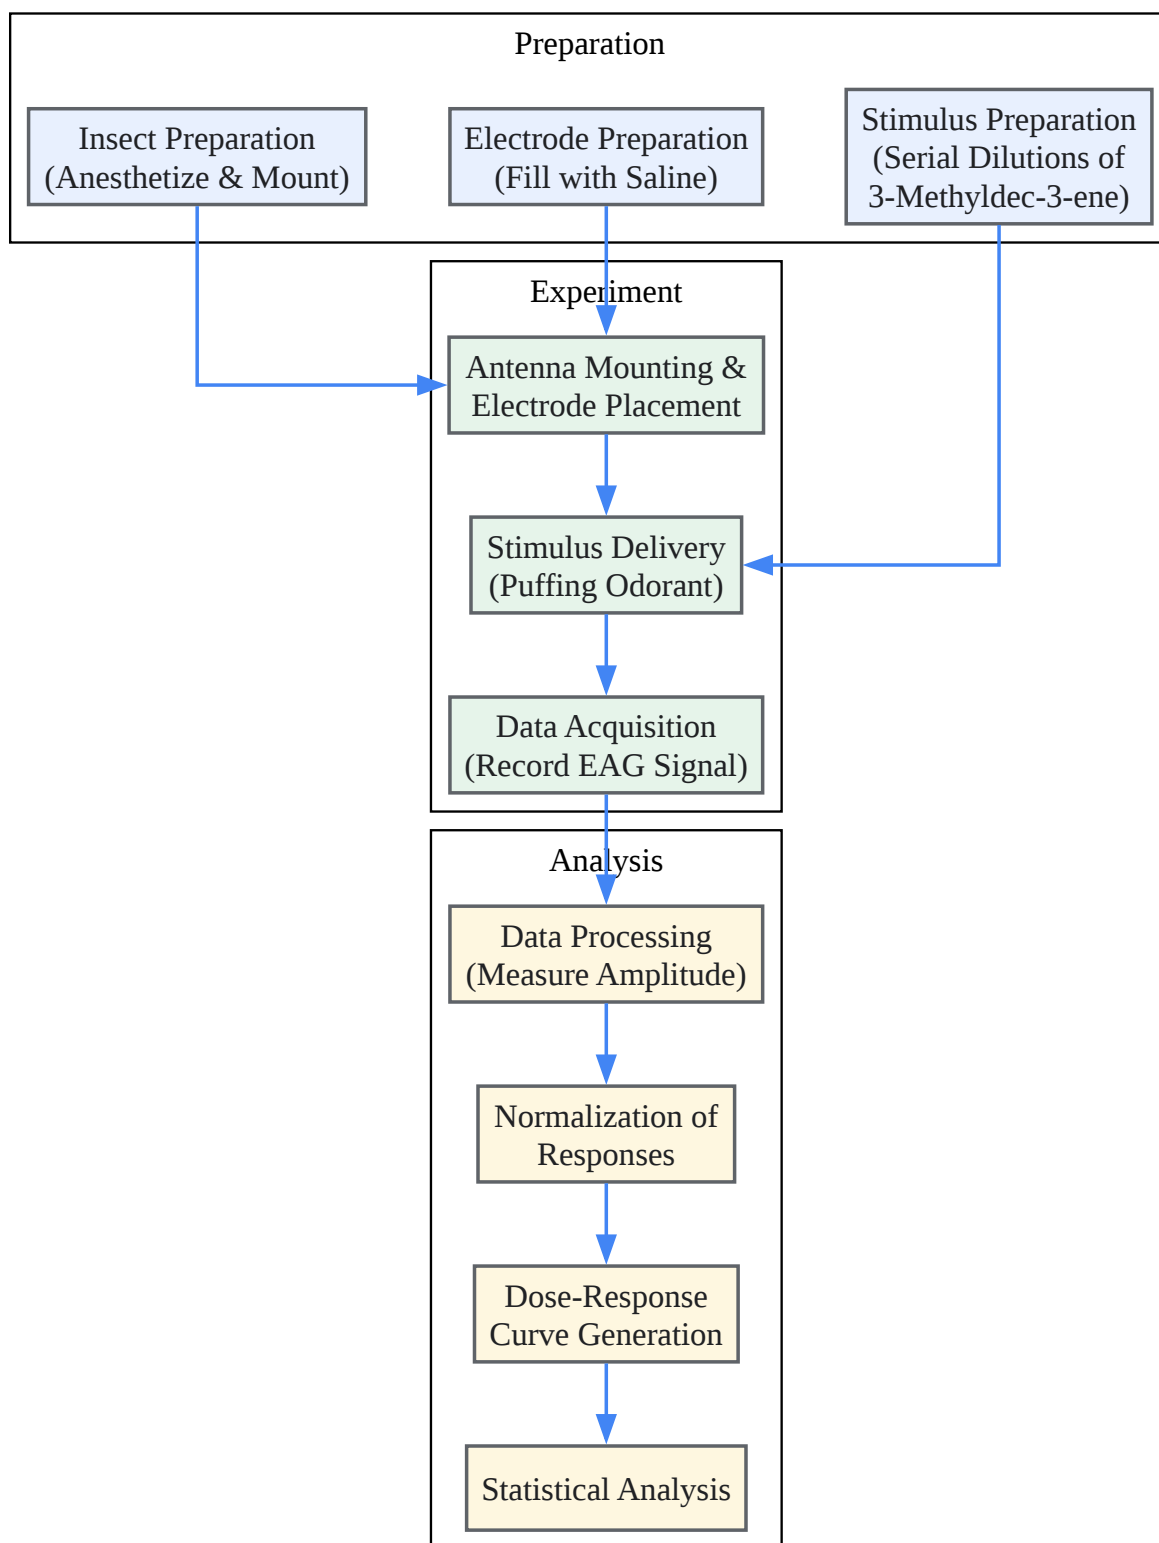 Preparation
Insect Preparation
(Anesthetize & Mount)
Electrode Preparation
(Fill with Saline)
Stimulus Preparation
(Serial Dilutions of
3-Methyldec-3-ene)
Experiment
Antenna Mounting &
Electrode Placement
Stimulus Delivery
(Puffing Odorant)
Data Acquisition
(Record EAG Signal)
Analysis
Data Processing
(Measure Amplitude)
Normalization of
Responses
Dose-Response
Curve Generation
Statistical Analysis